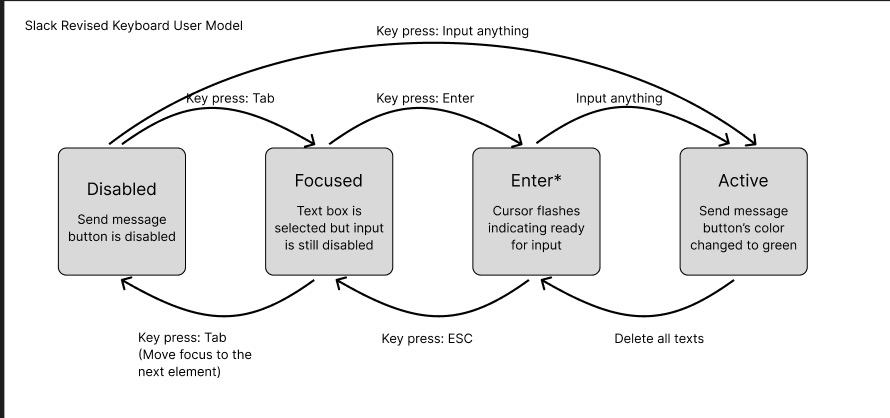 Slack Revised Keyboard User Model
Key press: Input anything
Key press: Tab
Key press: Enter
Input anything
Disabled
Send message
button is disabled
Focused
Text box is
selected but input
is still disabled
Enter*
Cursor flashes
indicating ready
for input
Active
Send message
button's color
changed to green
Key press: Tab
(Move focus to the
next element)
Key press: ESC
Delete all texts